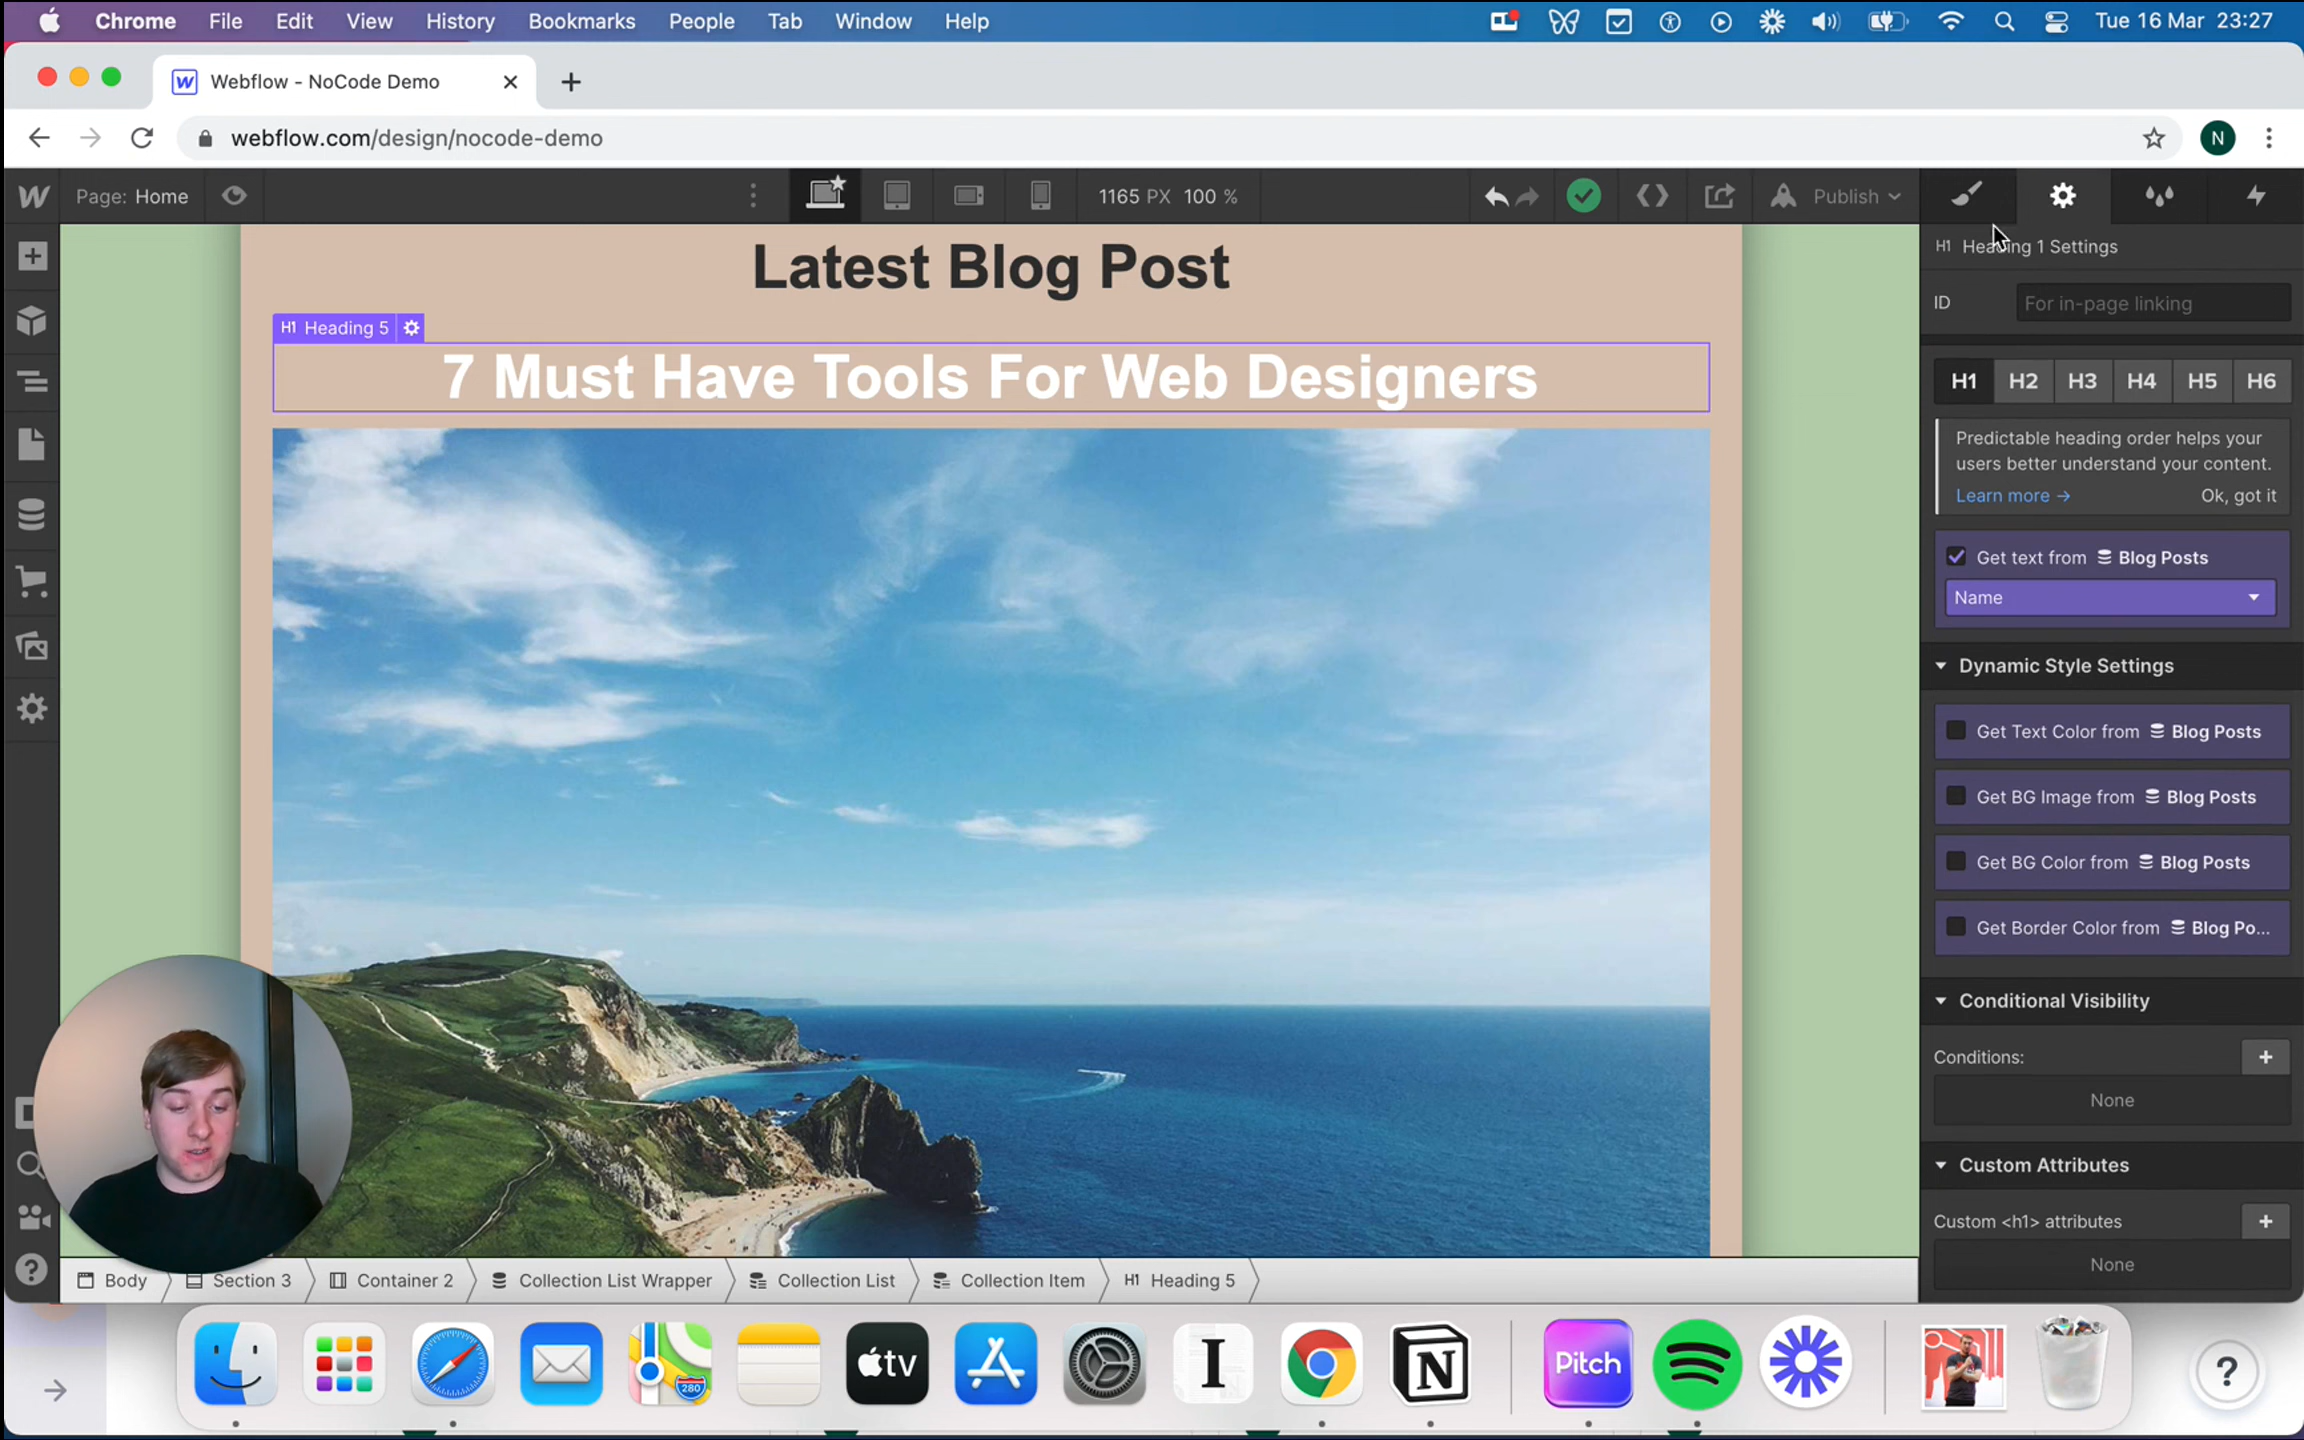 Chrome File Edit View History Bookmarks People Tab Window Help Tue 16 Mar 23:27
Webflow - NoCode Demo
webflow.com/design/nocode-demo N
Page: Home 1165 PX 100 % Publish
H1 Heading 1 Settings
Latest Blog Post
ID For in-page linking
H1 Heading 5
7 Must Have Tools For Web Designers
H1 H2 H3 H4 H5 H6
Predictable heading order helps your
users better understand your content.
Learn more → Ok, got it
Get text from Blog Posts
Name
Dynamic Style Settings
Get Text Color from Blog Posts
Get BG Image from Blog Posts
Get BG Color from Blog Posts
Get Border Color from Blog Po...
Conditional Visibility
Conditions:
None
Custom Attributes
Custom <h1> attributes
None
Body Section 3 Container 2 Collection List Wrapper Collection List Collection Item H1 Heading 5
280 tv I N Pitch ?